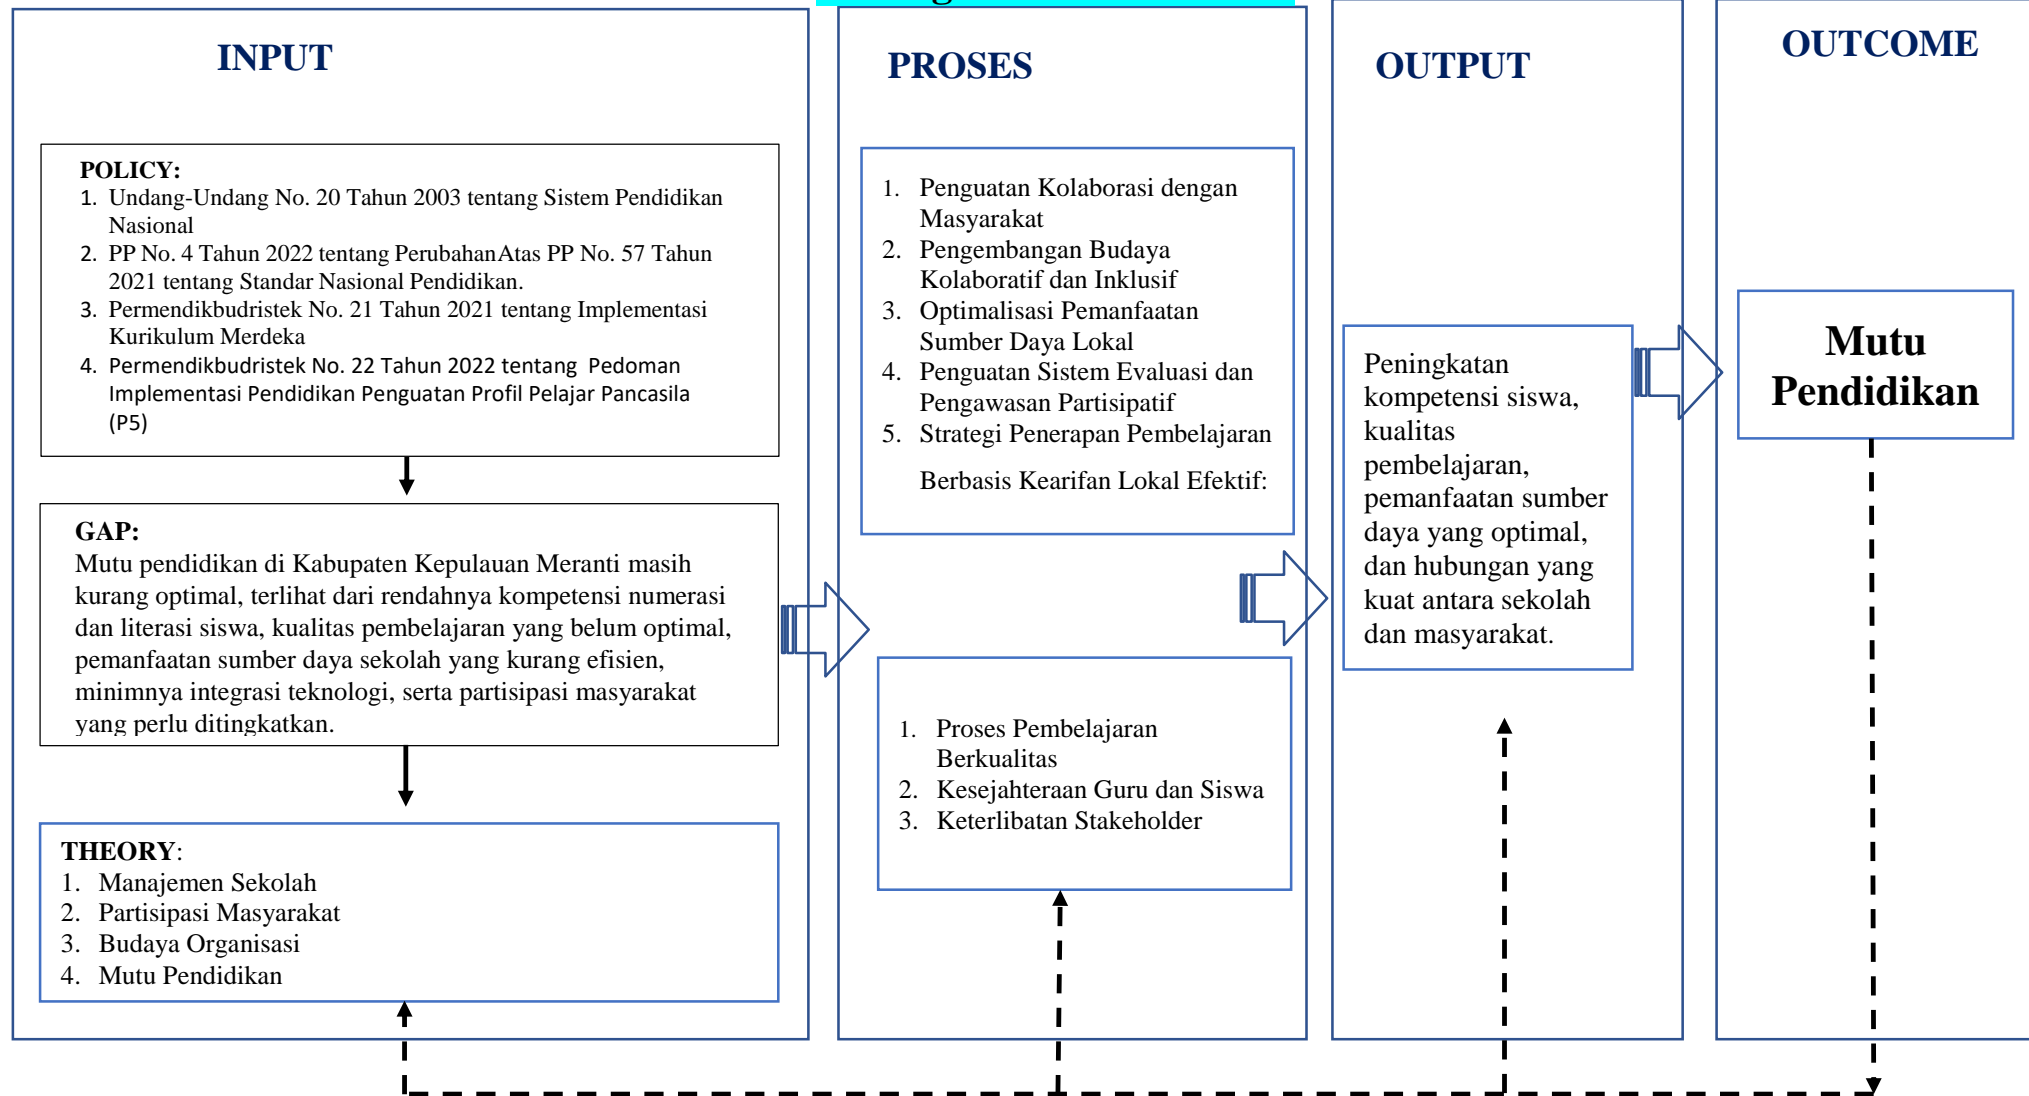 INPUT
POLICY:
1. Undang-Undang No. 20 Tahun 2003 tentang Sistem Pendidikan
Nasional
2. PP No. 4 Tahun 2022 tentang PerubahanAtas PP No. 57 Tahun
2021 tentang Standar Nasional Pendidikan.
3. Permendikbudristek No. 21 Tahun 2021 tentang Implementasi
Kurikulum Merdeka
4. Permendikbudristek No. 22 Tahun 2022 tentang Pedoman
Implementasi Pendidikan Penguatan Profil Pelajar Pancasila
(P5)
GAP:
Mutu pendidikan di Kabupaten Kepulauan Meranti masih
kurang optimal, terlihat dari rendahnya kompetensi numerasi
dan literasi siswa, kualitas pembelajaran yang belum optimal,
pemanfaatan sumber daya sekolah yang kurang efisien,
minimnya integrasi teknologi, serta partisipasi masyarakat
yang perlu ditingkatkan.
THEORY:
1. Manajemen Sekolah
2. Partisipasi Masyarakat
3. Budaya Organisasi
4. Mutu Pendidikan
PROSES
1. Penguatan Kolaborasi dengan
Masyarakat
2. Pengembangan Budaya
Kolaboratif dan Inklusif
3. Optimalisasi Pemanfaatan
Sumber Daya Lokal
4. Penguatan Sistem Evaluasi dan
Pengawasan Partisipatif
5. Strategi Penerapan Pembelajaran
Berbasis Kearifan Lokal Efektif:
1. Proses Pembelajaran
Berkualitas
2. Kesejahteraan Guru dan Siswa
3. Keterlibatan Stakeholder
OUTPUT
Peningkatan
kompetensi siswa,
kualitas
pembelajaran,
pemanfaatan sumber
daya yang optimal,
dan hubungan yang
kuat antara sekolah
dan masyarakat.
OUTCOME
Mutu
Pendidikan